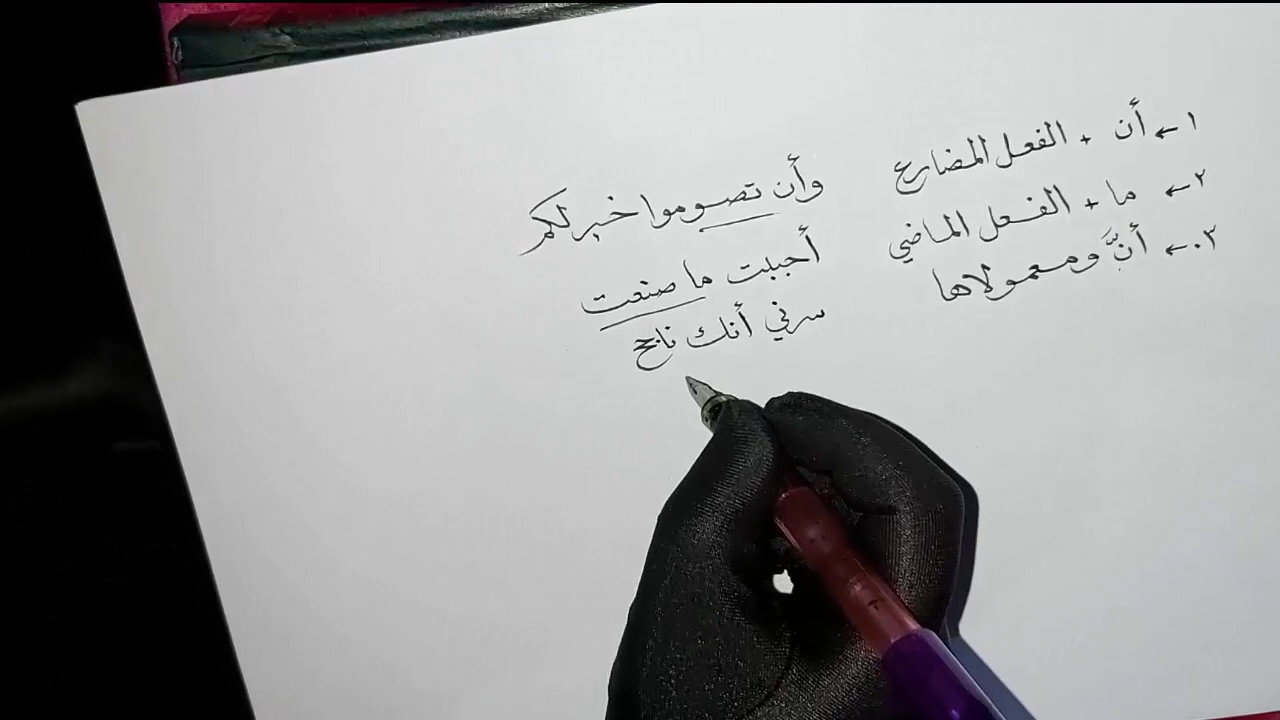 ١ ← أن + الفعل المضارع
٢ ← ما + الفعل الماضي
٣ ← أنَّ ومعمولاها
وأن تصوموا خير لكم
أحببت ما صنعت
سرني أنك ناجح